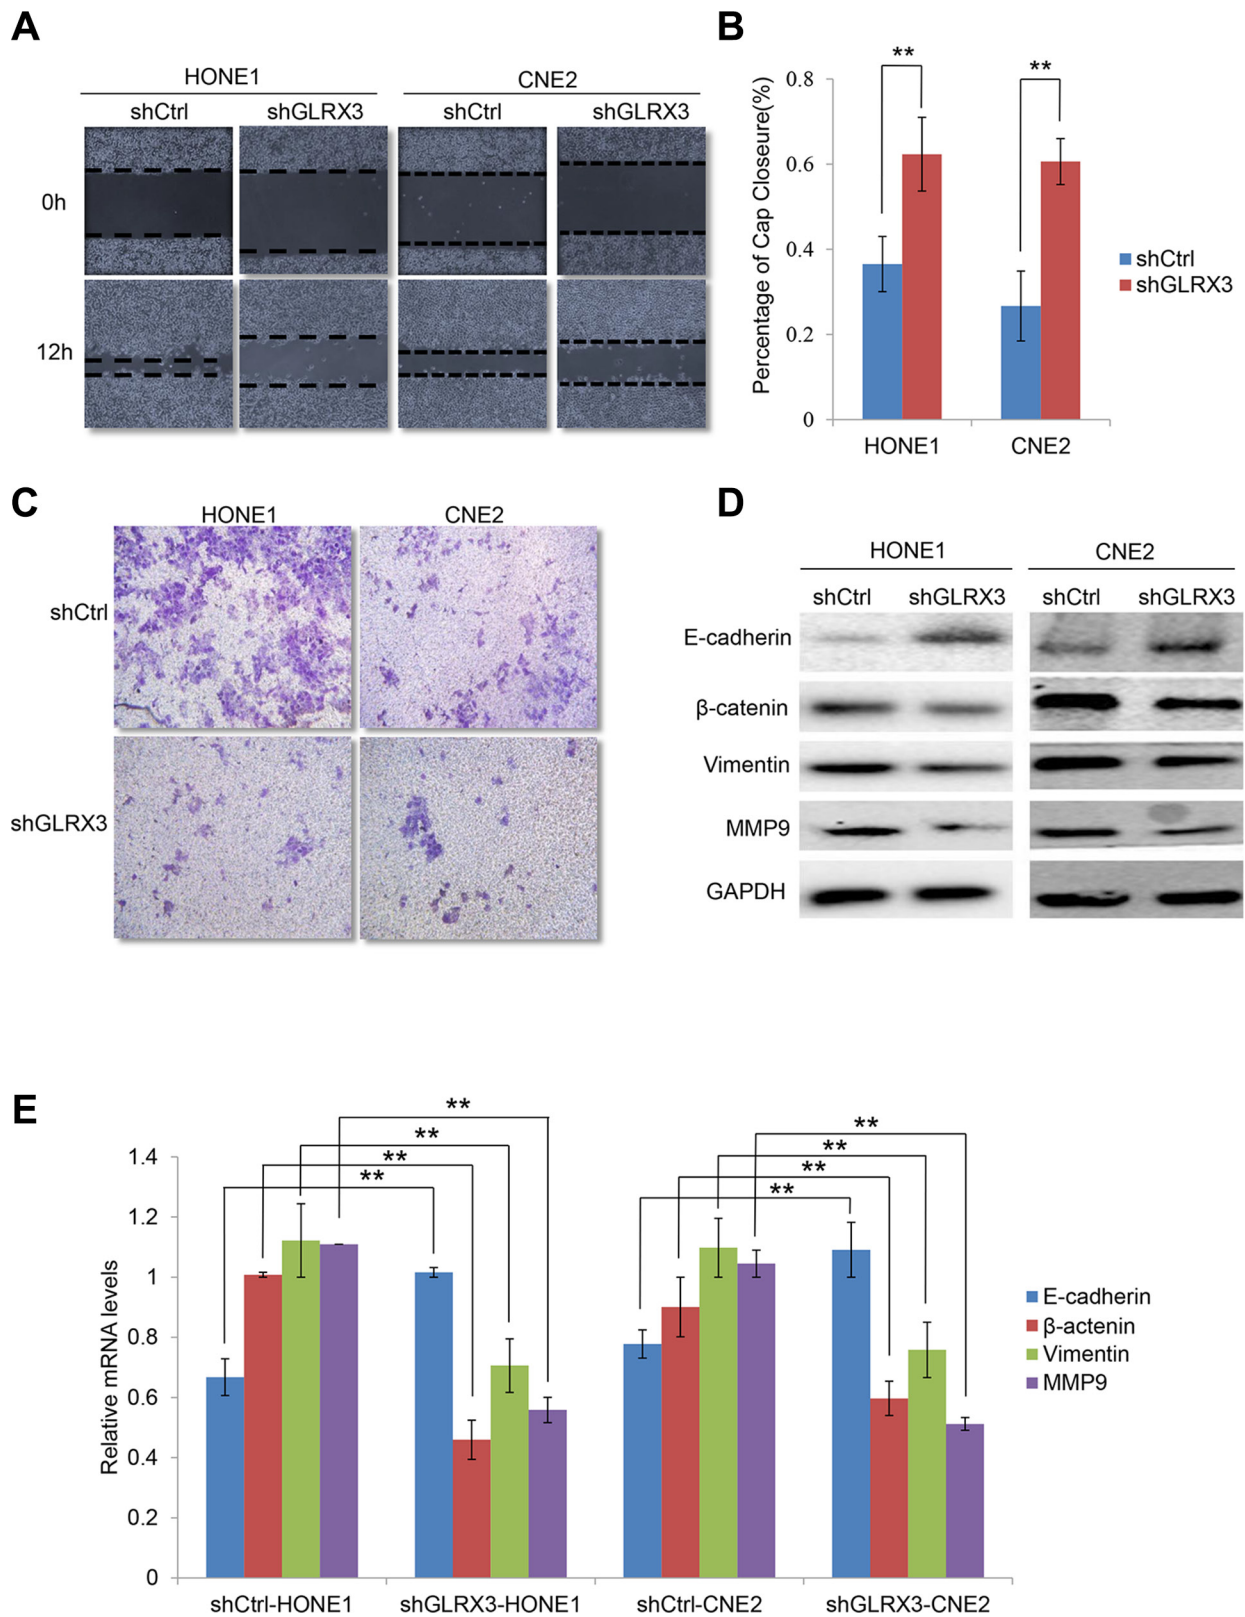 A
HONE1
CNE2
shCtrl
shGLRX3
shCtrl
shGLRX3
0h
12h
B
**
**
Percentage of Cap Closeure(%)
0.8
0.6
0.4
0.2
0
HONE1
CNE2
shCtrl
shGLRX3
C
HONE1
CNE2
shCtrl
shGLRX3
D
HONE1
CNE2
shCtrl
shGLRX3
shCtrl
shGLRX3
E-cadherin
β-catenin
Vimentin
MMP9
GAPDH
E
**
**
**
**
**
**
**
**
Relative mRNA levels
1.4
1.2
1
0.8
0.6
0.4
0.2
0
shCtrl-HONE1
shGLRX3-HONE1
shCtrl-CNE2
shGLRX3-CNE2
E-cadherin
β-actenin
Vimentin
MMP9